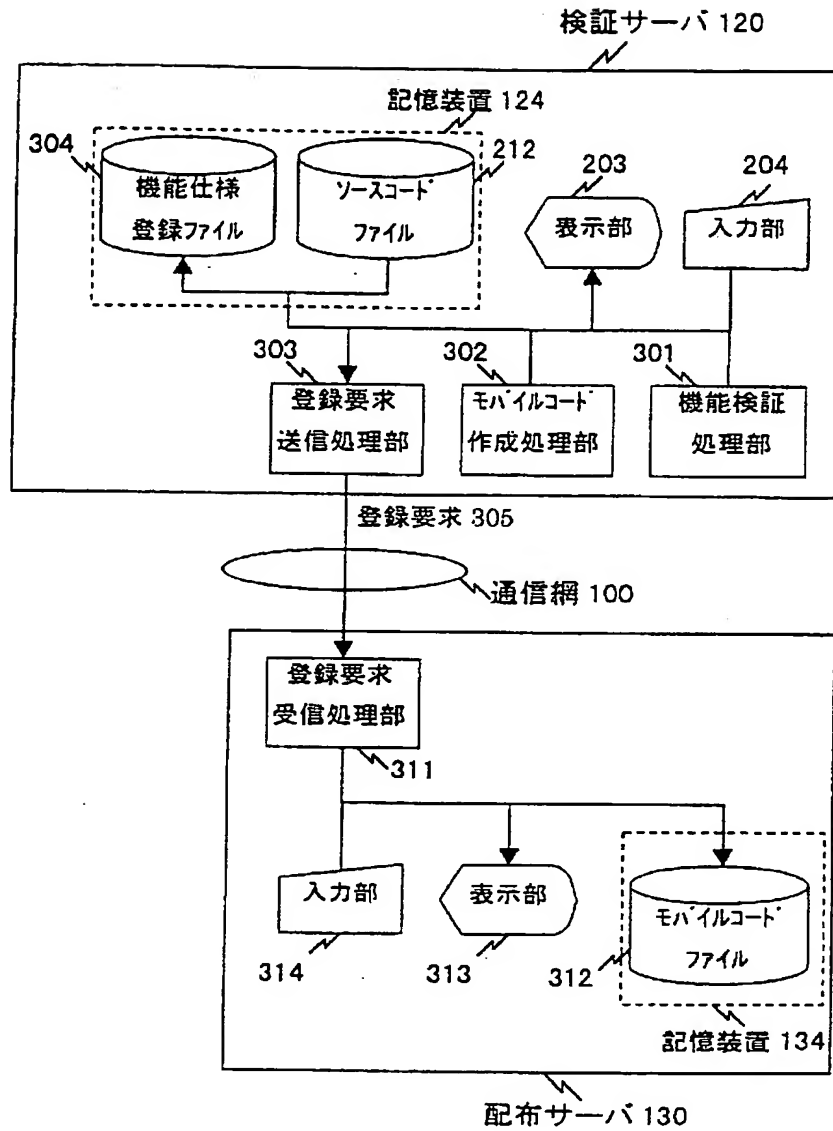 検証サーバ 120
記憶装置 124
304
機能仕様
登録ファイル
ソースコード
ファイル
212
203
表示部
204
入力部
303
登録要求
送信処理部
302
モバイルコード
作成処理部
301
機能検証
処理部
登録要求 305
通信網 100
登録要求
受信処理部
311
入力部
314
表示部
313
モバイルコード
ファイル
312
記憶装置 134
配布サーバ 130